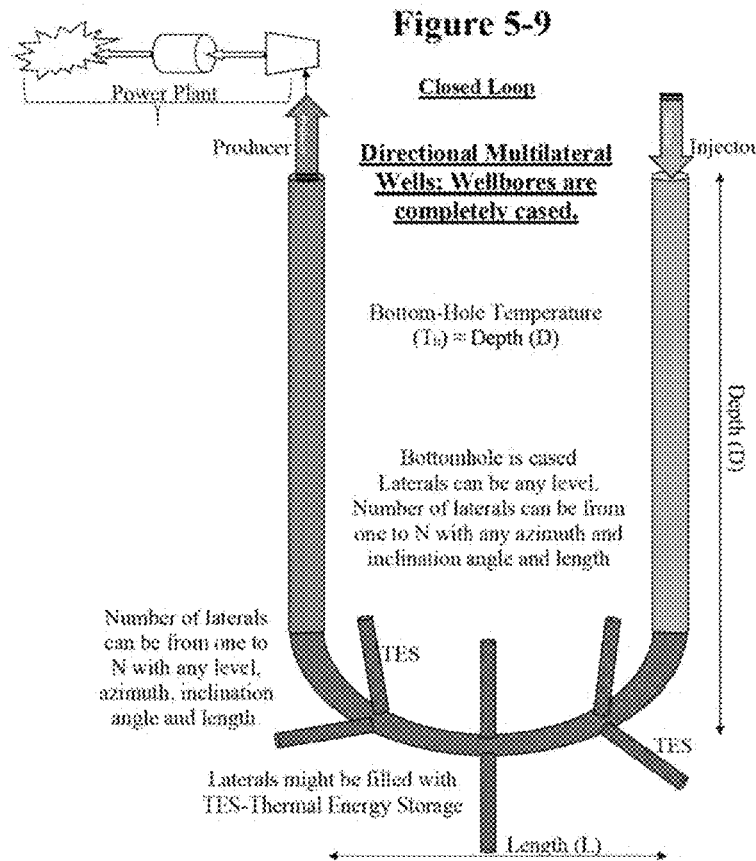 Figure 5-9
Power Plant
Closed Loop
Producer
Injector
Directional Multilateral
Wells: Wellbores are
completely cased.
Bottom-Hole Temperature
(Tb) = Depth (D)
Depth (D)
Bottomhole is cased
Laterals can be any level.
Number of laterals can be from
one to N with any azimuth and
inclination angle and length
Number of laterals
can be from one to
N with any level,
azimuth, inclination
angle and length
TES
TES
Laterals might be filled with
TES-Thermal Energy Storage
Length (L)